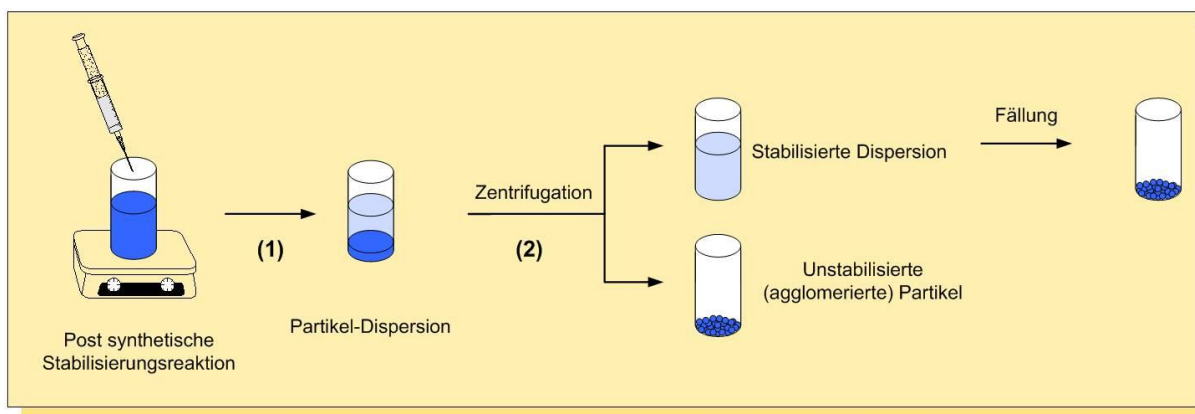 Post synthetische
Stabilisierungsreaktion
(1)
Partikel-Dispersion
Zentrifugation
(2)
Stabilisierte Dispersion
Unstabilisierte
(agglomerierte) Partikel
Fällung